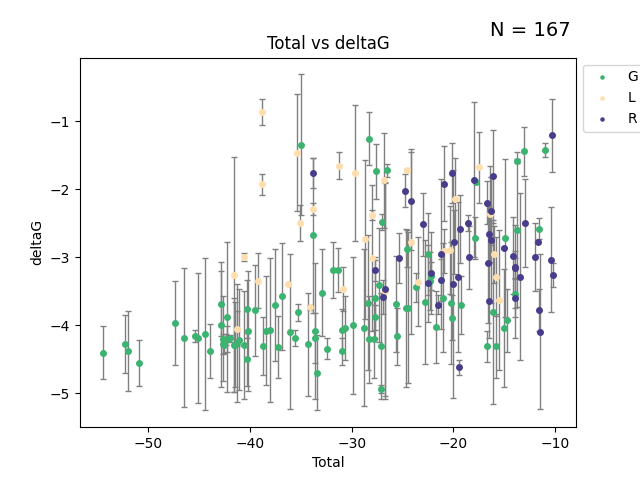 N = 167
Total vs deltaG
G
L
R
−1
−2
−3
−4
−5
deltaG
−50
−40
−30
−20
−10
Total